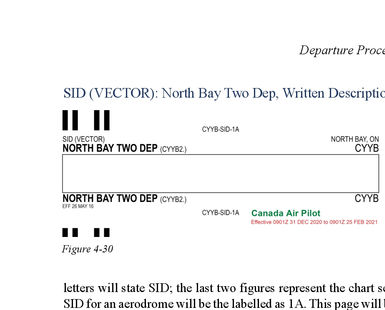 Departure Proce
SID (VECTOR): North Bay Two Dep, Written Descriptio
CYYB-SID-1A
SID (VECTOR) NORTH BAY, ON
NORTH BAY TWO DEP (CYYB2.) CYYB
NORTH BAY TWO DEP (CYYB2.) CYYB
EFF 26 MAY 16
CYYB-SID-1A Canada Air Pilot
Effective 0901Z 31 DEC 2020 to 0901Z 25 FEB 2021
Figure 4-30
letters will state SID; the last two figures represent the chart s
SID for an aerodrome will be the labelled as 1A. This page will b